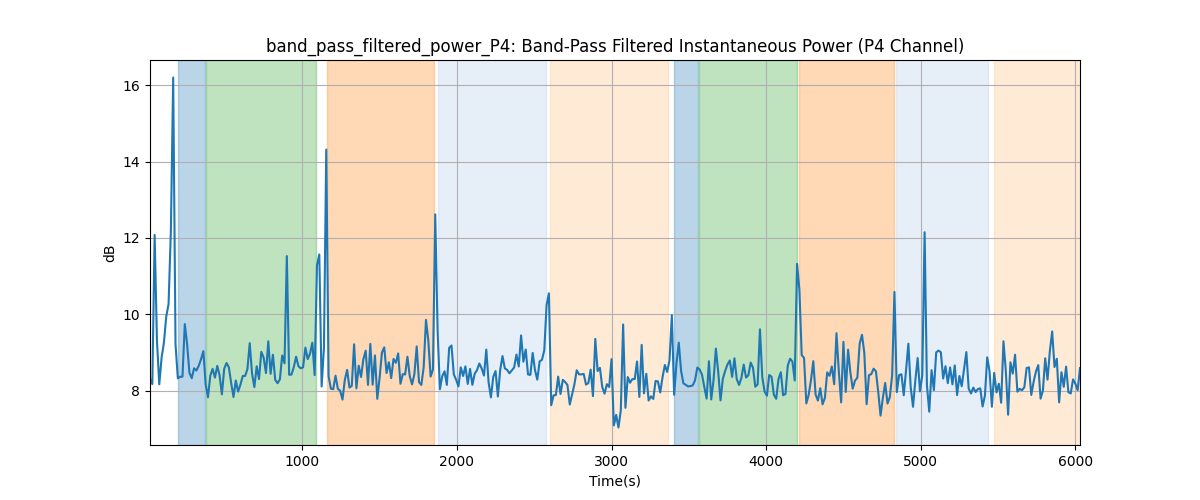 band_pass_filtered_power_P4: Band-Pass Filtered Instantaneous Power (P4 Channel)
16
14
12
10
8
dB
1000 2000 3000 4000 5000 6000
Time(s)